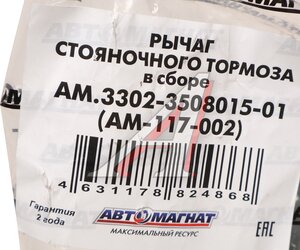 РЫЧАГ
СТОЯНОЧНОГО ТОРМОЗА
в сборе
АМ.3302-3508015-01
(АМ-117-002)
4 631178 824868
Гарантия
2 года
АВТОМАГНАТ
МАКСИМАЛЬНЫЙ РЕСУРС
ЕАС